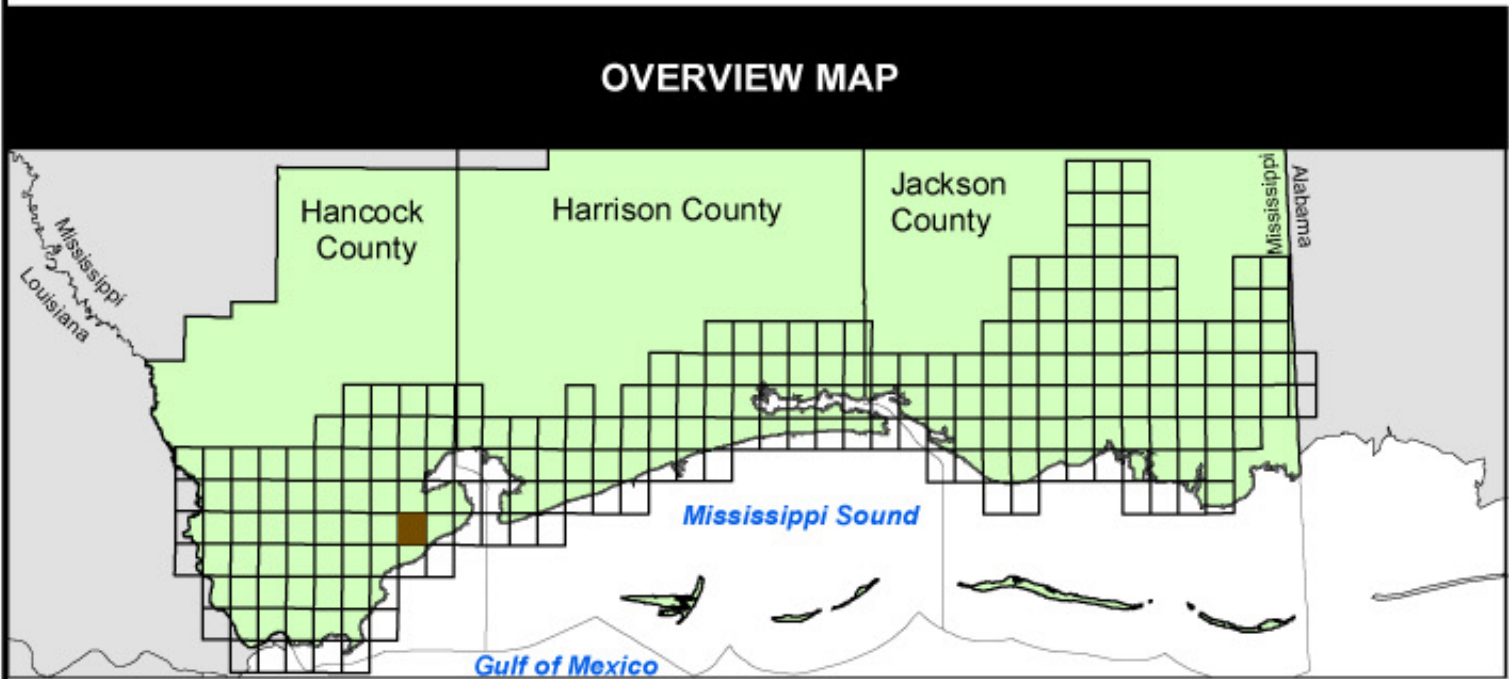 OVERVIEW MAP
Hancock
County
Harrison County
Jackson
County
Mississippi
Alabama
Mississippi
Louisiana
Mississippi Sound
Gulf of Mexico